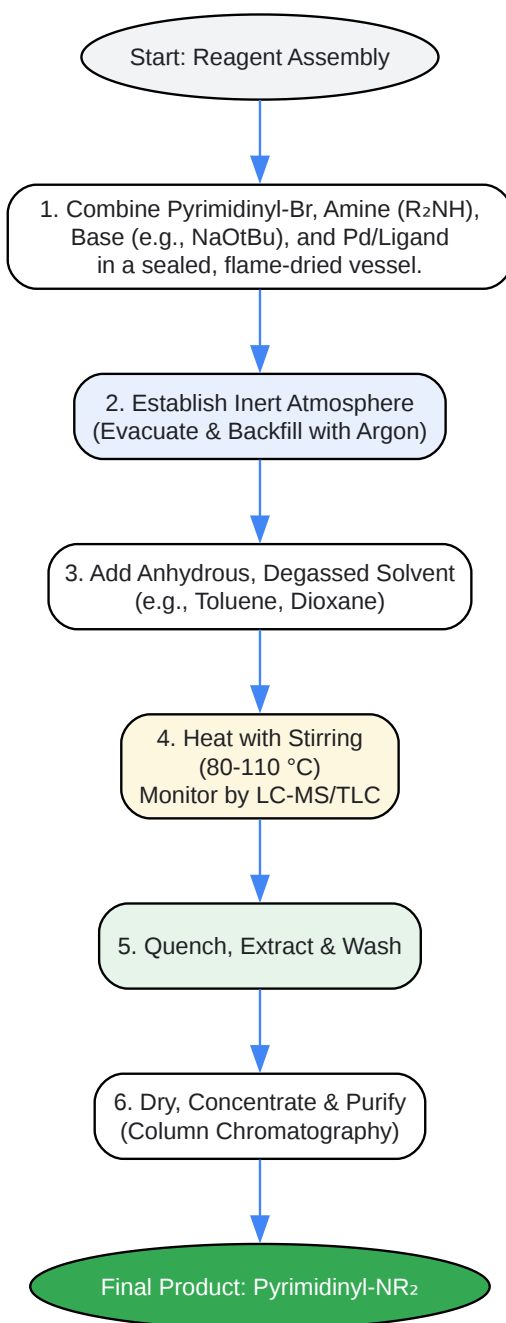 Start: Reagent Assembly
1. Combine Pyrimidinyl-Br, Amine (R₂NH),
Base (e.g., NaOtBu), and Pd/Ligand
in a sealed, flame-dried vessel.
2. Establish Inert Atmosphere
(Evacuate & Backfill with Argon)
3. Add Anhydrous, Degassed Solvent
(e.g., Toluene, Dioxane)
4. Heat with Stirring
(80-110 °C)
Monitor by LC-MS/TLC
5. Quench, Extract & Wash
6. Dry, Concentrate & Purify
(Column Chromatography)
Final Product: Pyrimidinyl-NR₂